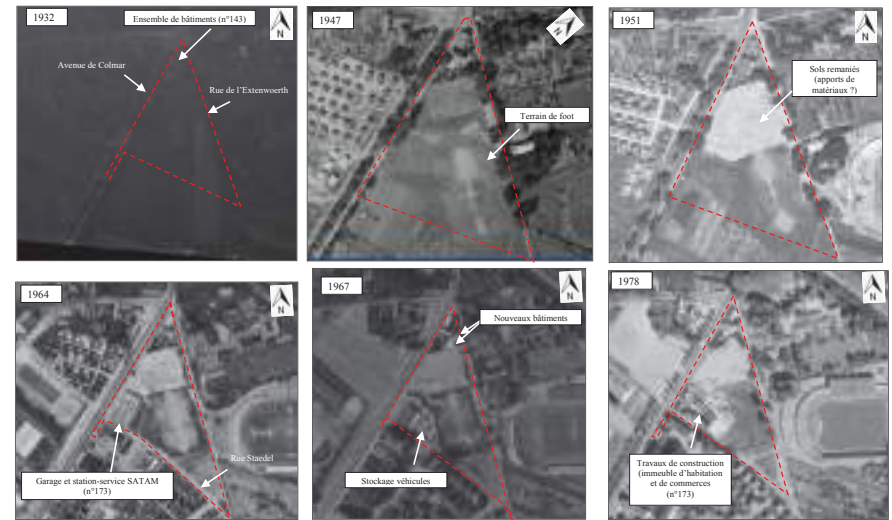 1932
Ensemble de bâtiments (n°143)
N
Avenue de Colmar
Rue de l'Extenwoerth
1947
N
Terrain de foot
1951
N
Sols remaniés
(apports de
matériaux ?)
1964
N
Garage et station-service SATAM
(n°173)
Rue Staedel
1967
N
Nouveaux bâtiments
Stockage véhicules
1978
N
Travaux de construction
(immeuble d'habitation
et de commerces
(n°173)